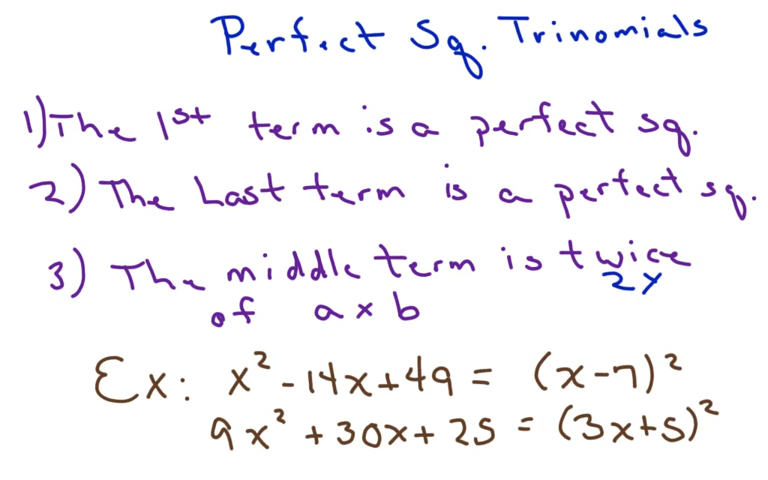 Perfect Sq. Trinomials
1) The 1st term is a perfect sq.
2) The Last term is a perfect sq.
3) The middle term is twice
2x
of a x b
Ex: x² - 14x + 49 = (x - 7)²
9x² + 30x + 25 = (3x + 5)²